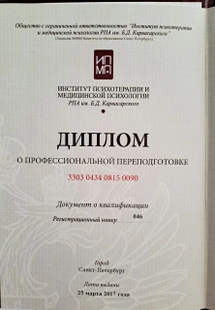 Общество с ограниченной ответственностью "Институт психотерапии
и медицинской психологии РПА им. Б.Д. Карвасарского"
ИПМП
ИНСТИТУТ ПСИХОТЕРАПИИ И
МЕДИЦИНСКОЙ ПСИХОЛОГИИ
РПА им. Б.Д. Карвасарского
ДИПЛОМ
О ПРОФЕССИОНАЛЬНОЙ ПЕРЕПОДГОТОВКЕ
3303 0434 0815 0090
Документ о квалификации
Регистрационный номер 046
Город
Санкт-Петербург
Дата выдачи
25 марта 2017 года